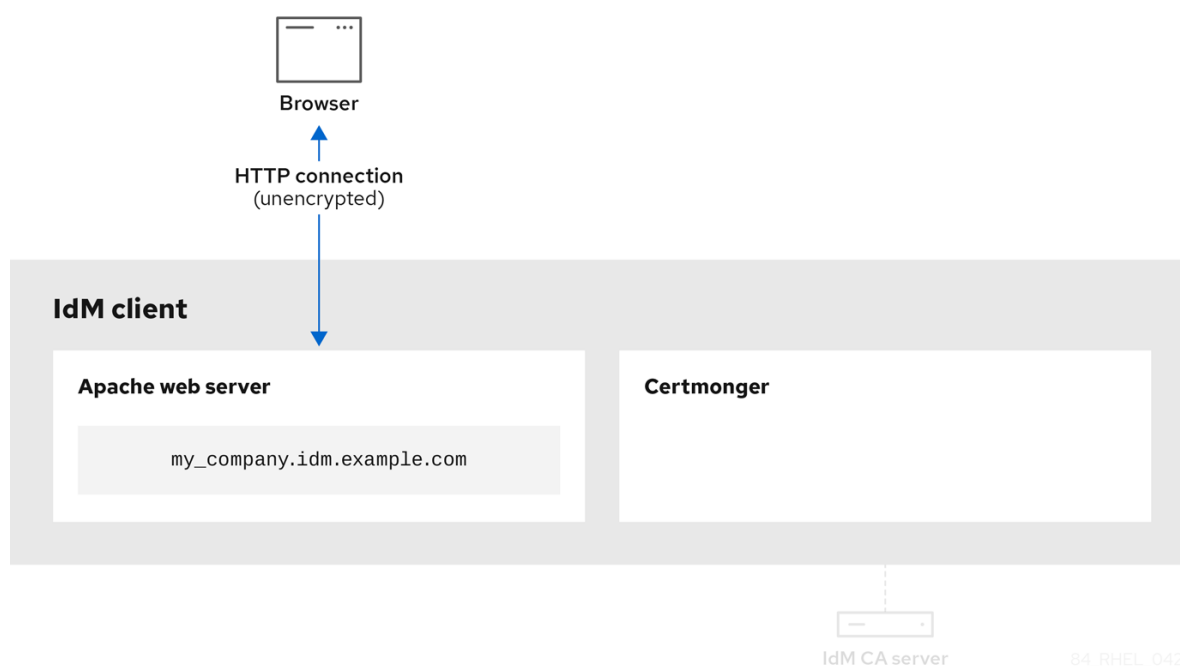 Browser
HTTP connection
(unencrypted)
IdM client
Apache web server
Certmonger
my_company.idm.example.com
IdM CA server
84_RHEL_042